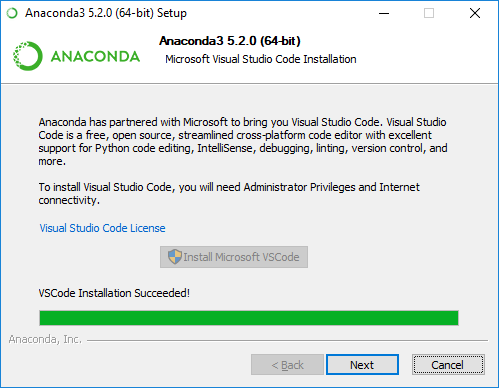 Anaconda3 5.2.0 (64-bit) Setup
ANACONDA
Anaconda3 5.2.0 (64-bit)
Microsoft Visual Studio Code Installation
Anaconda has partnered with Microsoft to bring you Visual Studio Code. Visual Studio
Code is a free, open source, streamlined cross-platform code editor with excellent
support for Python code editing, IntelliSense, debugging, linting, version control, and
more.
To install Visual Studio Code, you will need Administrator Privileges and Internet
connectivity.
Visual Studio Code License
Install Microsoft VSCode
VSCode Installation Succeeded!
Anaconda, Inc.
< Back
Next
Cancel